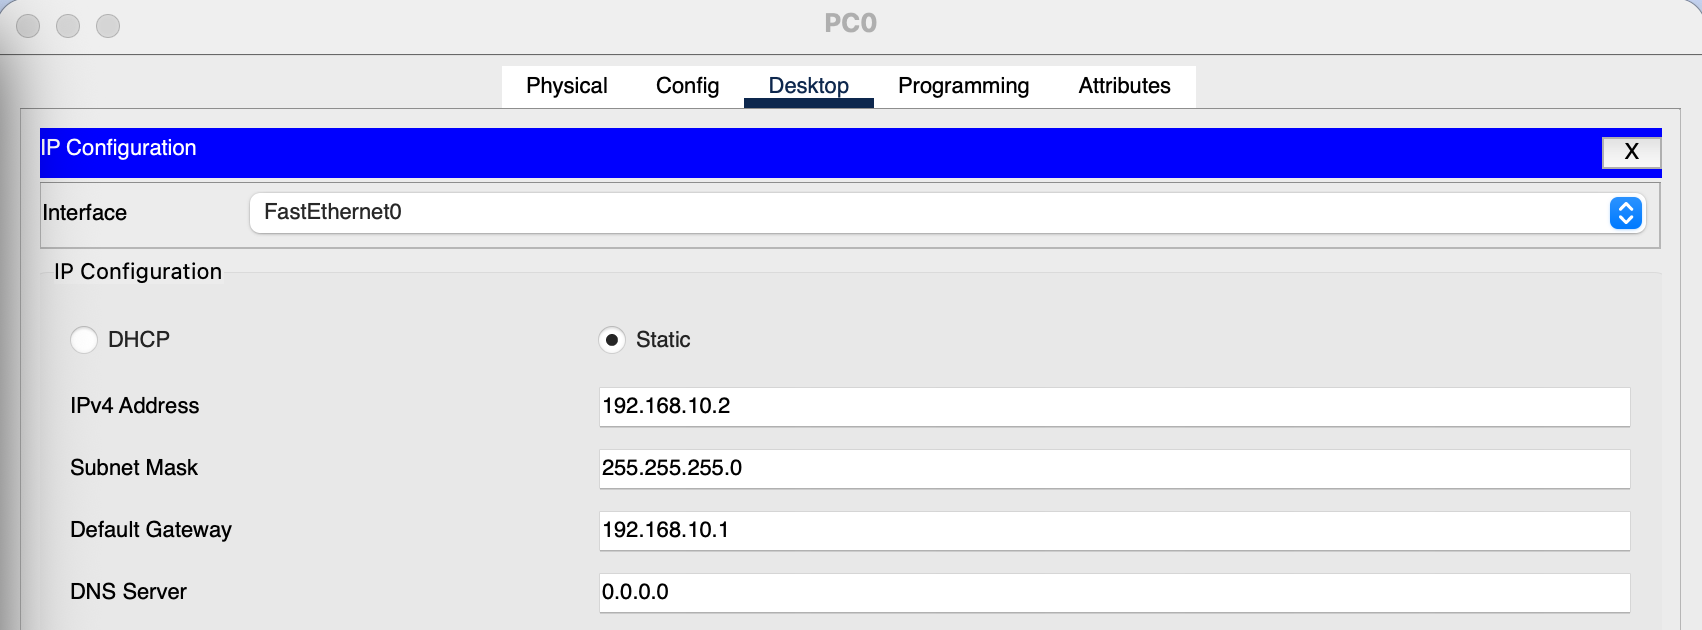 PC0
Physical Config Desktop Programming Attributes
IP Configuration X
Interface FastEthernet0
IP Configuration
DHCP Static
IPv4 Address 192.168.10.2
Subnet Mask 255.255.255.0
Default Gateway 192.168.10.1
DNS Server 0.0.0.0